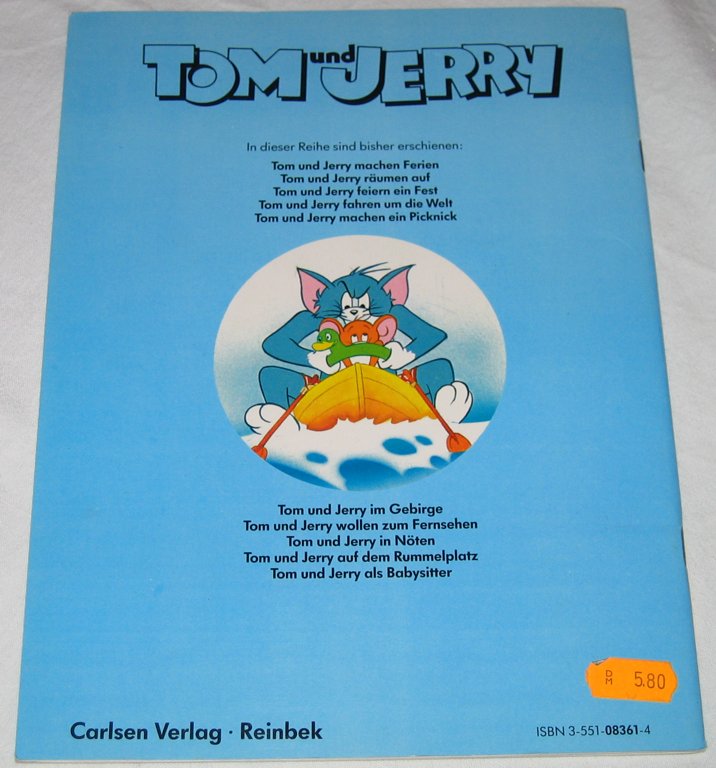 TOM und JERRY
In dieser Reihe sind bisher erschienen:
Tom und Jerry machen Ferien
Tom und Jerry räumen auf
Tom und Jerry feiern ein Fest
Tom und Jerry fahren um die Welt
Tom und Jerry machen ein Picknick
Tom und Jerry im Gebirge
Tom und Jerry wollen zum Fernsehen
Tom und Jerry in Nöten
Tom und Jerry auf dem Rummelplatz
Tom und Jerry als Babysitter
DM 5.80
Carlsen Verlag · Reinbek
ISBN 3-551-08361-4